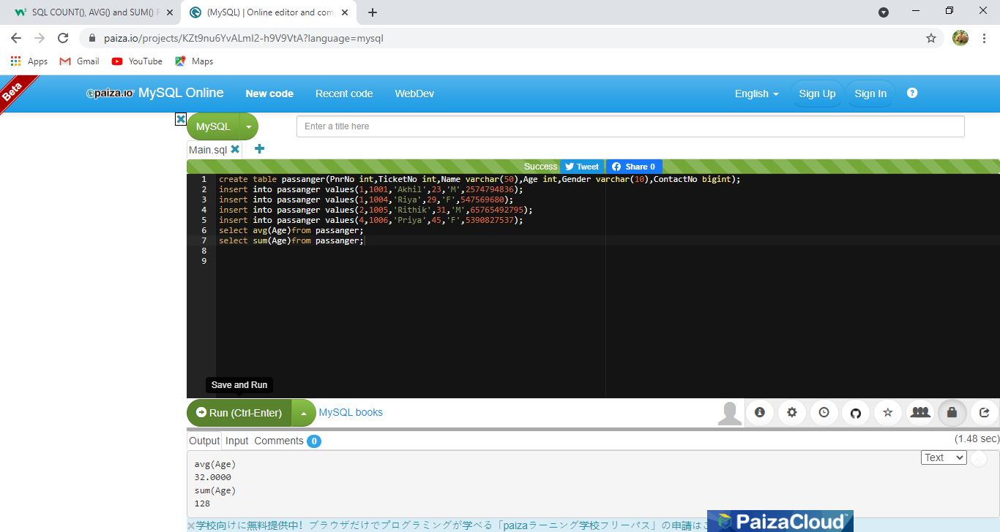 SQL COUNT(), AVG() and SUM() F
(MySQL) | Online editor and com
paiza.io/projects/KZt9nu6YvALmI2-h9V9VtA?language=mysql
Apps Gmail YouTube Maps
Beta
paiza.IO MySQL Online New code Recent code WebDev English Sign Up Sign In ?
MySQL Enter a title here
Main.sql
Success Tweet Share 0
1 create table passanger(PnrNo int,TicketNo int,Name varchar(50),Age int,Gender varchar(10),ContactNo bigint);
2 insert into passanger values(1,1001,'Akhil',23,'M',2574794836);
3 insert into passanger values(1,1004,'Riya',29,'F',547569680);
4 insert into passanger values(2,1005,'Rithik',31,'M',65765492795);
5 insert into passanger values(4,1006,'Priya',45,'F',5390827537);
6 select avg(Age)from passanger;
7 select sum(Age)from passanger;
8
9
Save and Run
Run (Ctrl-Enter) MySQL books
Output Input Comments 0 (1.48 sec)
Text
avg(Age)
32.0000
sum(Age)
128
学校向けに無料提供中! ブラウザだけでプログラミングが学べる「paizaラーニング学校フリーパス」の申請はこ
PaizaCloud